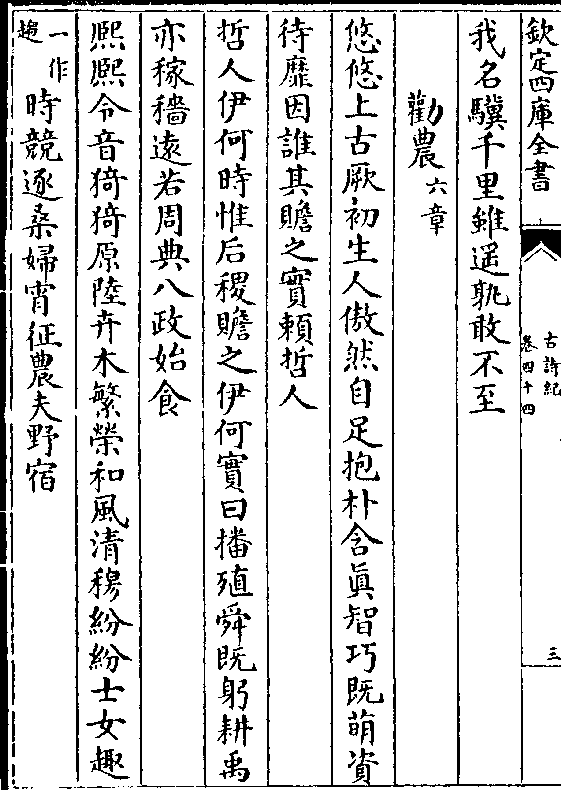 欽定四庫全書
古詩紀
卷四十四
三
我名驥千里雖遥孰敢不至
勸農六章
悠悠上古厥初生人傲然自足抱朴含眞智巧既萌資
待靡因誰其贍之實賴哲人
哲人伊何時惟后稷贍之伊何實曰播殖舜既躬耕禹
亦稼穡遠若周典八政始食
熙熙令音猗猗原陸卉木繁榮和風清穆紛紛士女趣
一作趨時競逐桑婦宵征農夫野宿